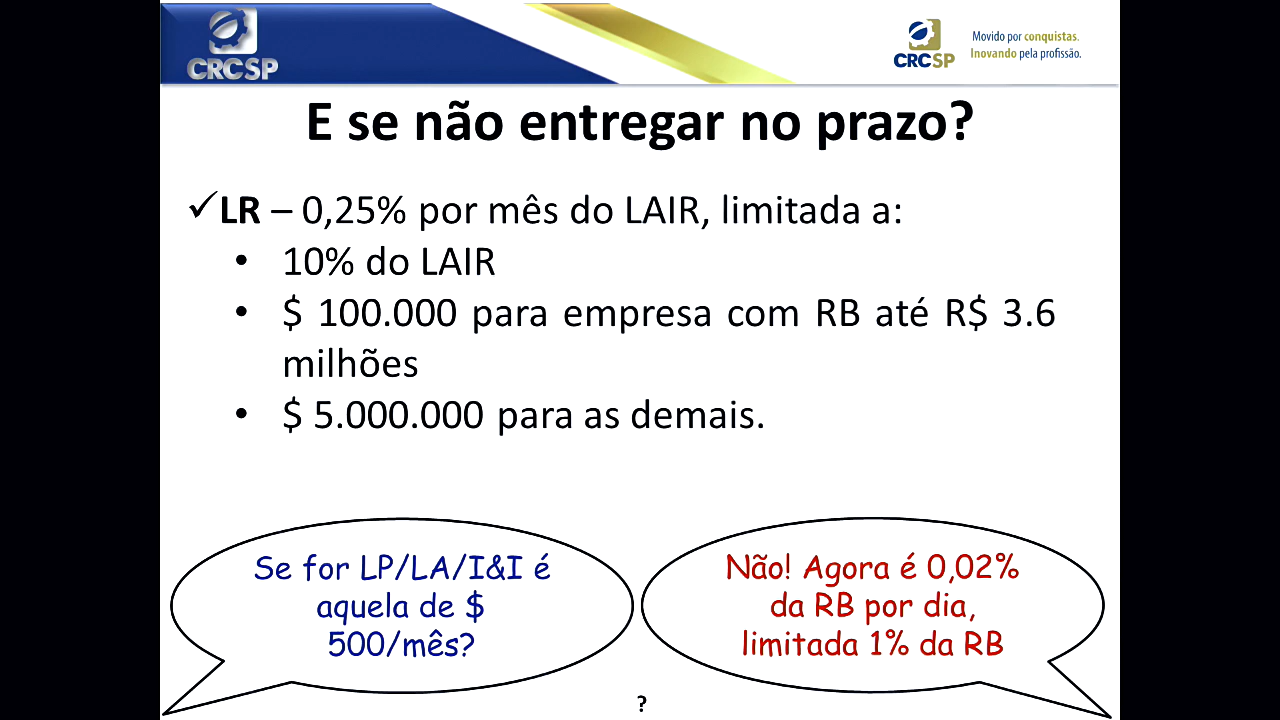 CRCSP
CRCSP
Movido por conquistas.
Inovando pela profissão.
E se não entregar no prazo?
✓LR – 0,25% por mês do LAIR, limitada a:
• 10% do LAIR
• $ 100.000 para empresa com RB até R$ 3.6
milhões
• $ 5.000.000 para as demais.
Se for LP/LA/I&I é
aquela de $
500/mês?
Não! Agora é 0,02%
da RB por dia,
limitada 1% da RB
?